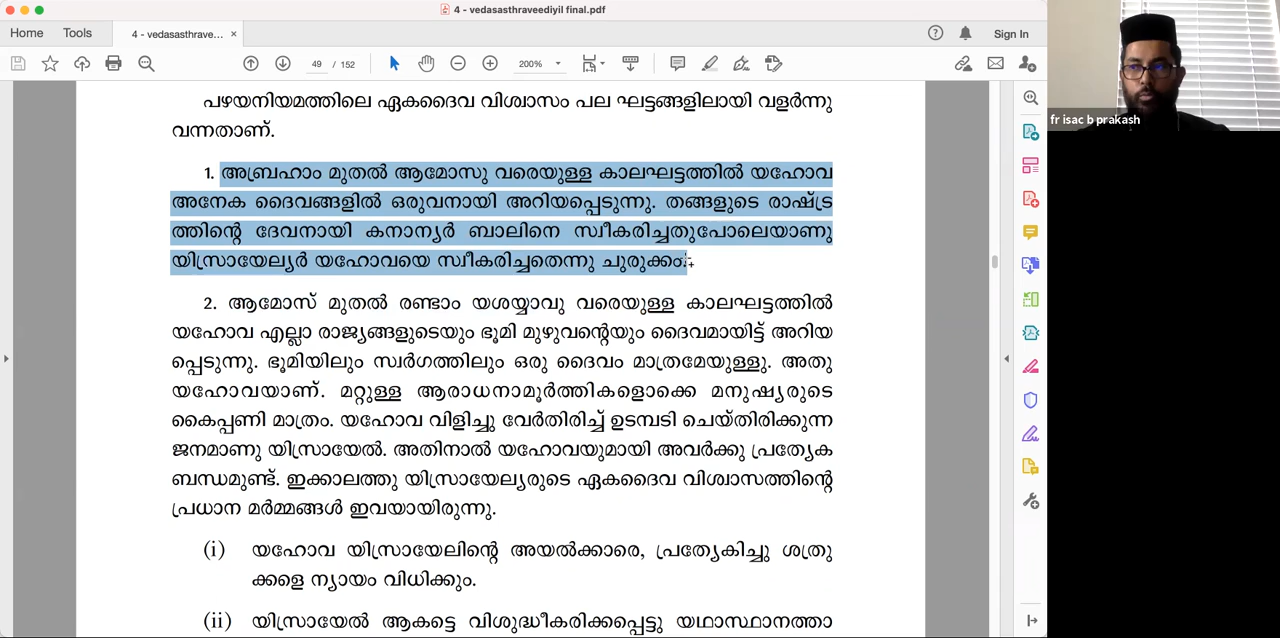 4 - vedasasthraveediyil final.pdf
Home Tools 4 - vedasasthrave... × Sign In
49 / 152 200%
fr isac b prakash
പഴയനിയമത്തിലെ ഏകദൈവ വിശ്വാസം പല ഘട്ടങ്ങളിലായി വളർന്നു
വന്നതാണ്.
1. അബ്രഹാം മുതൽ ആമോസു വരെയുള്ള കാലഘട്ടത്തിൽ യഹോവ
അനേക ദൈവങ്ങളിൽ ഒരുവനായി അറിയപ്പെടുന്നു. തങ്ങളുടെ രാഷ്ട്ര
ത്തിന്റെ ദേവനായി കനാന്യർ ബാലിനെ സ്വീകരിച്ചതുപോലെയാണു
യിസ്രായേല്യർ യഹോവയെ സ്വീകരിച്ചതെന്നു ചുരുക്കം.
2. ആമോസ് മുതൽ രണ്ടാം യശയ്യാവു വരെയുള്ള കാലഘട്ടത്തിൽ
യഹോവ എല്ലാ രാജ്യങ്ങളുടെയും ഭൂമി മുഴുവന്റെയും ദൈവമായിട്ട് അറിയ
പ്പെടുന്നു. ഭൂമിയിലും സ്വർഗത്തിലും ഒരു ദൈവം മാത്രമേയുള്ളു. അതു
യഹോവയാണ്. മറ്റുള്ള ആരാധനാമൂർത്തികളൊക്കെ മനുഷ്യരുടെ
കൈപ്പണി മാത്രം. യഹോവ വിളിച്ചു വേർതിരിച്ച് ഉടമ്പടി ചെയ്തിരിക്കുന്ന
ജനമാണു യിസ്രായേൽ. അതിനാൽ യഹോവയുമായി അവർക്കു പ്രത്യേക
ബന്ധമുണ്ട്. ഇക്കാലത്തു യിസ്രായേല്യരുടെ ഏകദൈവ വിശ്വാസത്തിന്റെ
പ്രധാന മർമ്മങ്ങൾ ഇവയായിരുന്നു.
(i) യഹോവ യിസ്രായേലിന്റെ അയൽക്കാരെ, പ്രത്യേകിച്ചു ശത്രു
ക്കളെ ന്യായം വിധിക്കും.
(ii) യിസ്രായേൽ ആകട്ടെ വിശുദ്ധീകരിക്കപ്പെട്ടു യഥാസ്ഥാനത്താ